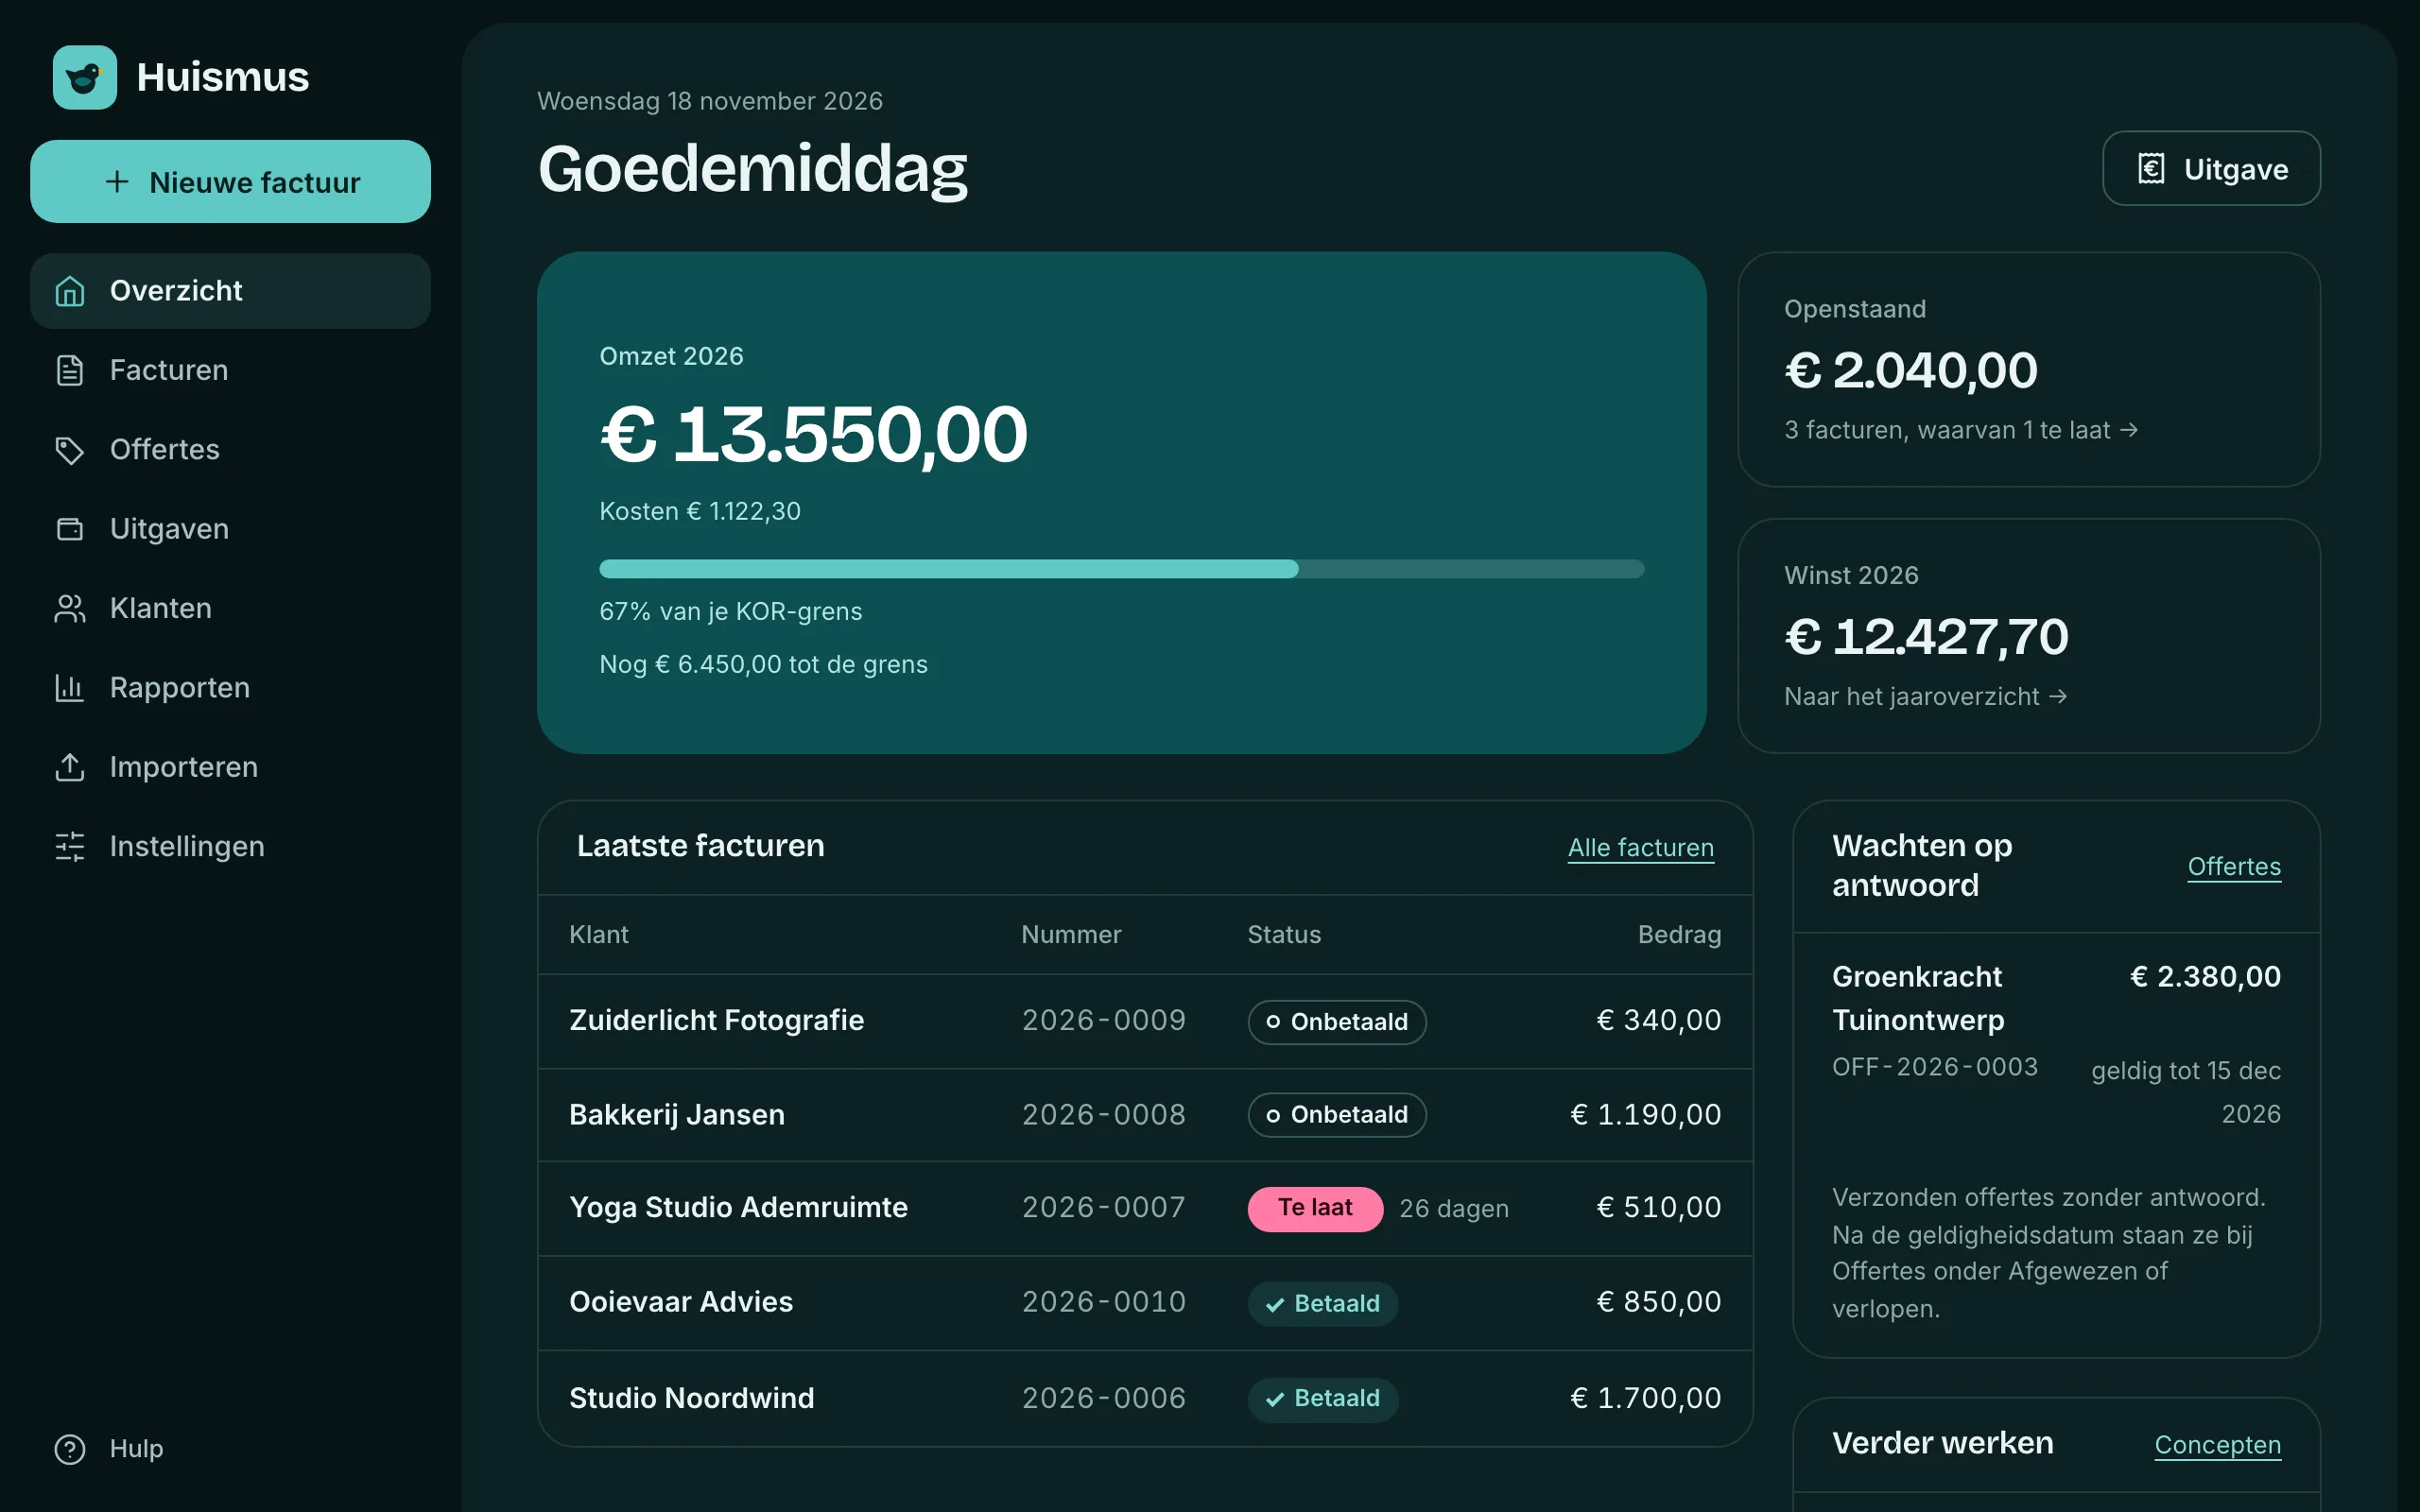 Huismus
Nieuwe factuur
Overzicht
Facturen
Offertes
Uitgaven
Klanten
Rapporten
Importeren
Instellingen
Hulp
Woensdag 18 november 2026
Goedemiddag
Uitgave
Omzet 2026
€ 13.550,00
Kosten € 1.122,30
67% van je KOR-grens
Nog € 6.450,00 tot de grens
Openstaand
€ 2.040,00
3 facturen, waarvan 1 te laat →
Winst 2026
€ 12.427,70
Naar het jaaroverzicht →
Laatste facturen Alle facturen
Klant Nummer Status Bedrag
Zuiderlicht Fotografie 2026-0009 Onbetaald € 340,00
Bakkerij Jansen 2026-0008 Onbetaald € 1.190,00
Yoga Studio Ademruimte 2026-0007 Te laat 26 dagen € 510,00
Ooievaar Advies 2026-0010 Betaald € 850,00
Studio Noordwind 2026-0006 Betaald € 1.700,00
Wachten op
antwoord
Offertes
Groenkracht € 2.380,00
Tuinontwerp
OFF-2026-0003 geldig tot 15 dec
2026
Verzonden offertes zonder antwoord.
Na de geldigheidsdatum staan ze bij
Offertes onder Afgewezen of
verlopen.
Verder werken Concepten